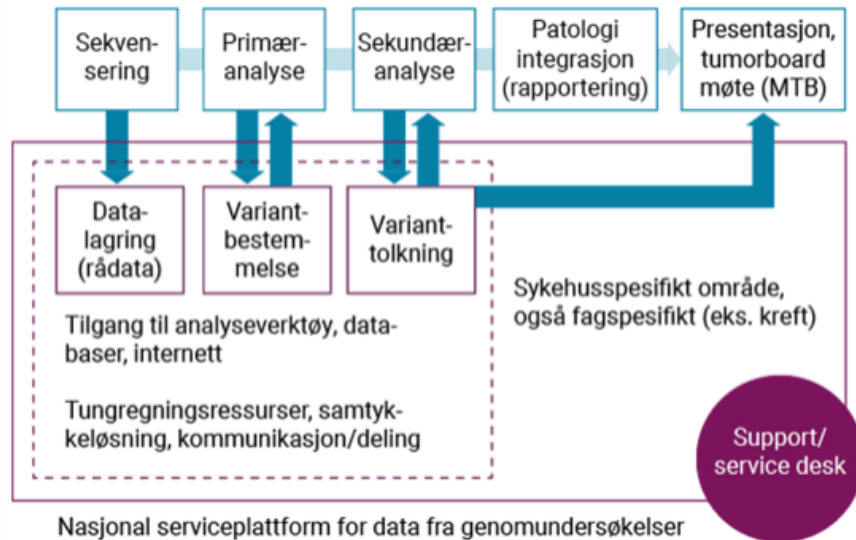 Sekven-
sering
Primær-
analyse
Sekundær-
analyse
Patologi
integrasjon
(rapportering)
Presentasjon,
tumorboard
møte (MTB)
Data-
lagring
(rådata)
Variant-
bestem-
melse
Variant-
tolkning
Tilgang til analyseverktøy, data-
baser, internett
Tungregningsressurser, samtyk-
keløsning, kommunikasjon/deling
Sykehusspesifikt område,
også fagspesifikt (eks. kreft)
Support/
service desk
Nasjonal serviceplattform for data fra genomundersøkelser